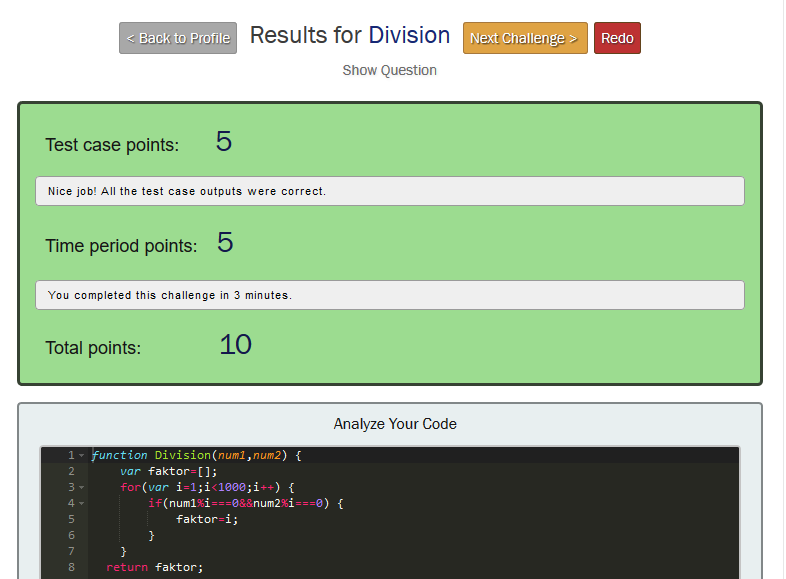 < Back to Profile Results for Division Next Challenge > Redo
Show Question
Test case points: 5
Nice job! All the test case outputs were correct.
Time period points: 5
You completed this challenge in 3 minutes.
Total points: 10
Analyze Your Code
1 function Division(num1,num2) {
2 var faktor=[];
3 for(var i=1;i<1000;i++) {
4 if(num1%i===0&&num2%i===0) {
5 faktor=i;
6 }
7 }
8 return faktor;